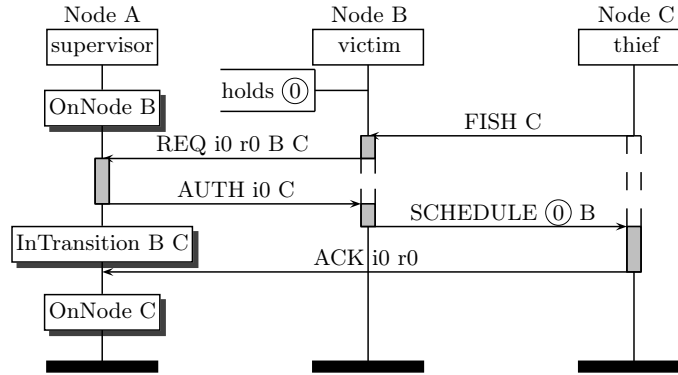 Node A
Node B
Node C
supervisor
victim
thief
OnNode B
holds 0
FISH C
REQ i0 r0 B C
AUTH i0 C
SCHEDULE 0 B
InTransition B C
ACK i0 r0
OnNode C